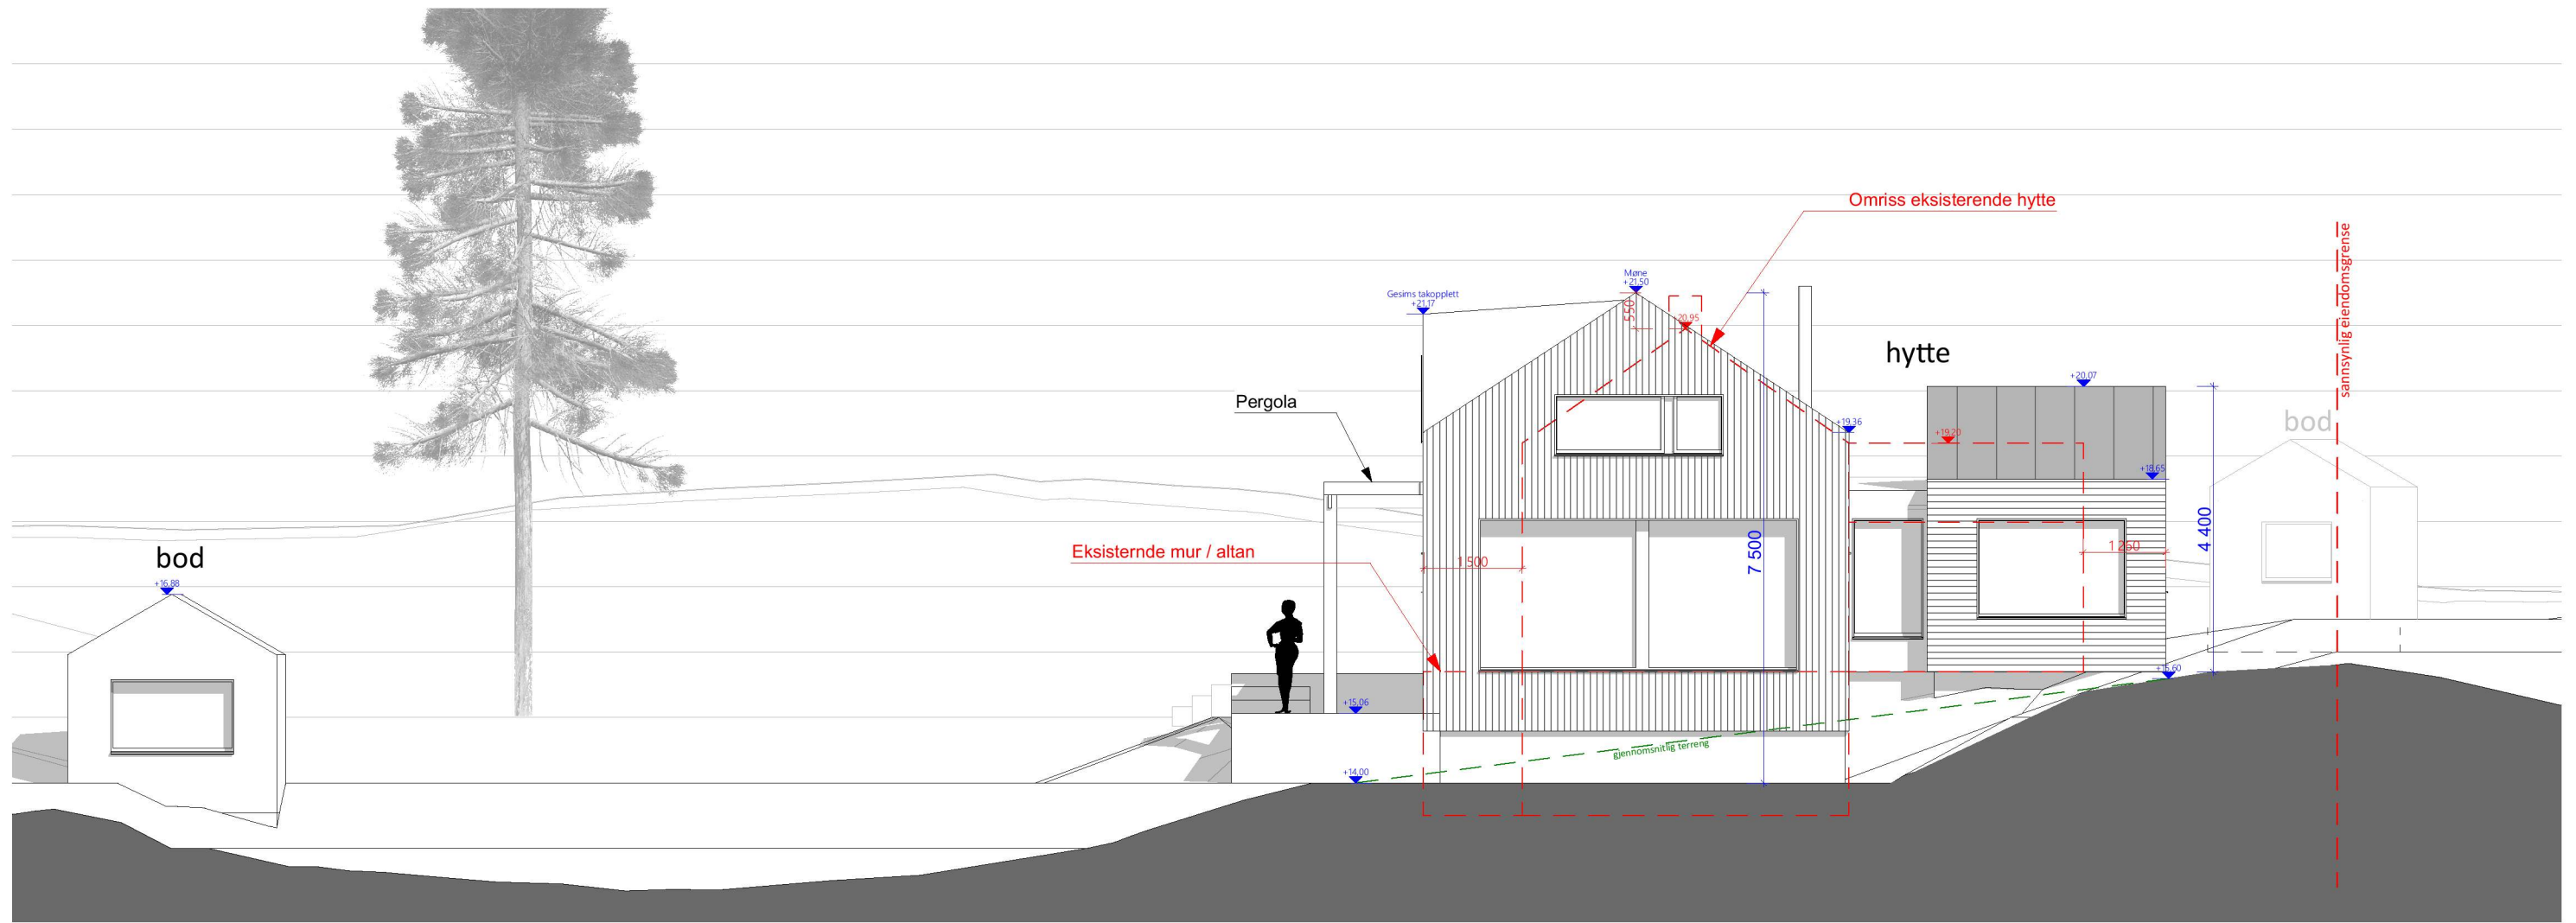 Omriss eksisterende hytte
sannsynlig eiendomsgrense
Møne
+21.50
Gesims takopplett
+21.17
550
+20.95
hytte
+20.07
Pergola
+19.36
+19.20
bod
+18.65
Eksisternde mur / altan
1 500
7 500
1 260
4 400
bod
+16.88
+15.60
+15.06
gjennomsnitlig terreng
+14.00